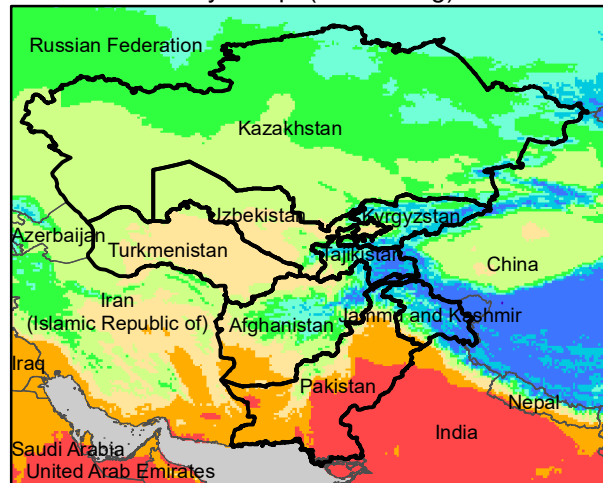 Russian Federation
Kazakhstan
Uzbekistan
Kyrgyzstan
Azerbaijan
Turkmenistan
Tajikistan
China
Iran
(Islamic Republic of)
Afghanistan
Jammu and Kashmir
Iraq
Pakistan
Nepal
India
Saudi Arabia
United Arab Emirates